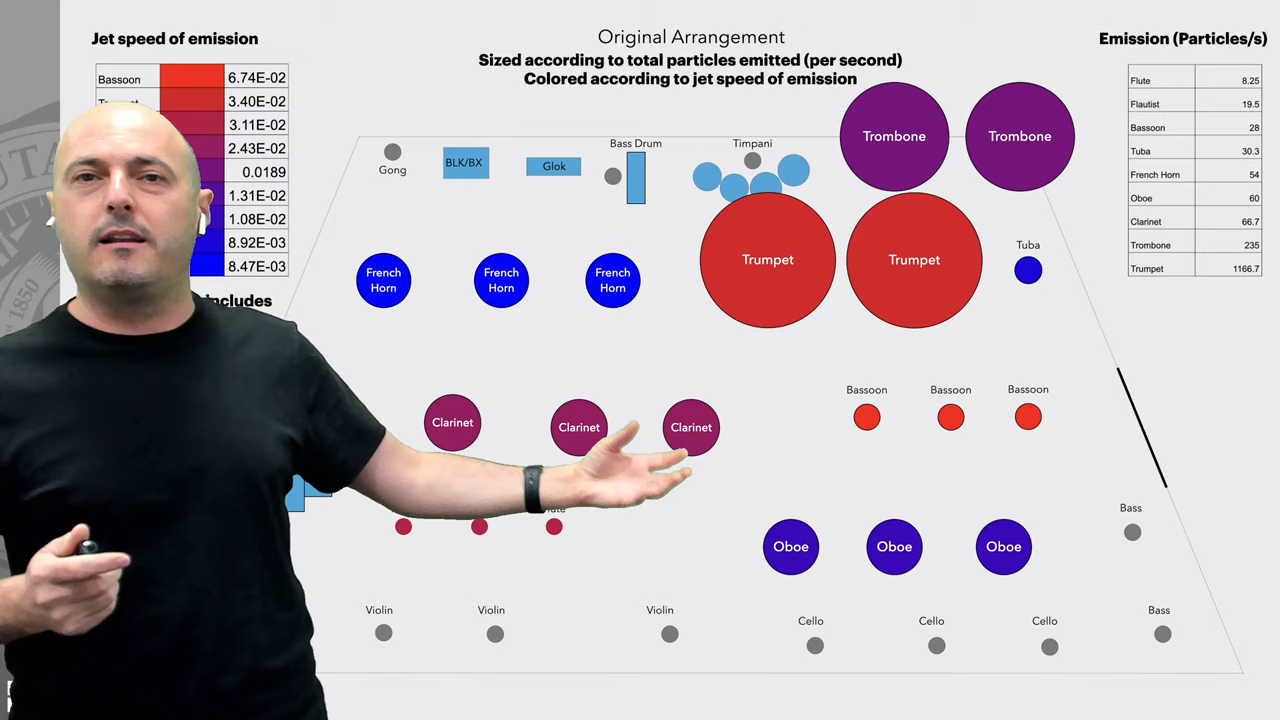 Original Arrangement
Sized according to total particles emitted (per second)
Colored according to jet speed of emission
Jet speed of emission
Bassoon 6.74E-02
3.40E-02
3.11E-02
2.43E-02
0.0189
1.31E-02
1.08E-02
8.92E-03
8.47E-03
includes
Emission (Particles/s)
Flute 8.25
Flautist 19.5
Bassoon 28
Tuba 30.3
French Horn 54
Oboe 60
Clarinet 66.7
Trombone 235
Trumpet 1166.7
Trombone
Trombone
Gong
BLK/BX
Glok
Bass Drum
Timpani
French
Horn
French
Horn
French
Horn
Trumpet
Trumpet
Tuba
Clarinet
Clarinet
Clarinet
Bassoon
Bassoon
Bassoon
Oboe
Oboe
Oboe
Bass
Violin
Violin
Violin
Cello
Cello
Cello
Bass
1850